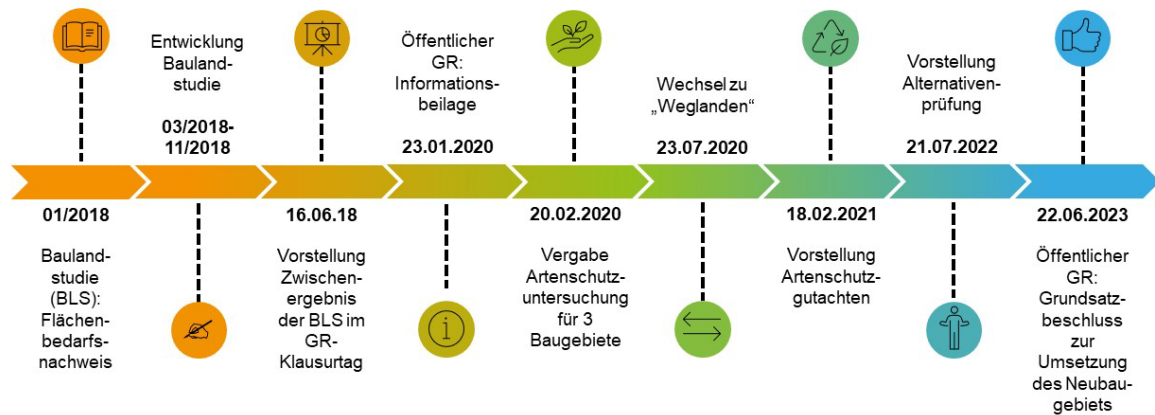 01/2018
Bauland-
studie
(BLS):
Flächen-
bedarfs-
nachweis
Entwicklung
Bauland-
studie
03/2018-
11/2018
16.06.18
Vorstellung
Zwischen-
ergebnis
der BLS im
GR-
Klausurtag
Öffentlicher
GR:
Informations-
beilage
23.01.2020
i
20.02.2020
Vergabe
Artenschutz-
untersuchung
für 3
Baugebiete
Wechsel zu
„Weglanden“
23.07.2020
18.02.2021
Vorstellung
Artenschutz-
gutachten
Vorstellung
Alternativen-
prüfung
21.07.2022
22.06.2023
Öffentlicher
GR:
Grundsatz-
beschluss
zur
Umsetzung
des Neubau-
gebiets